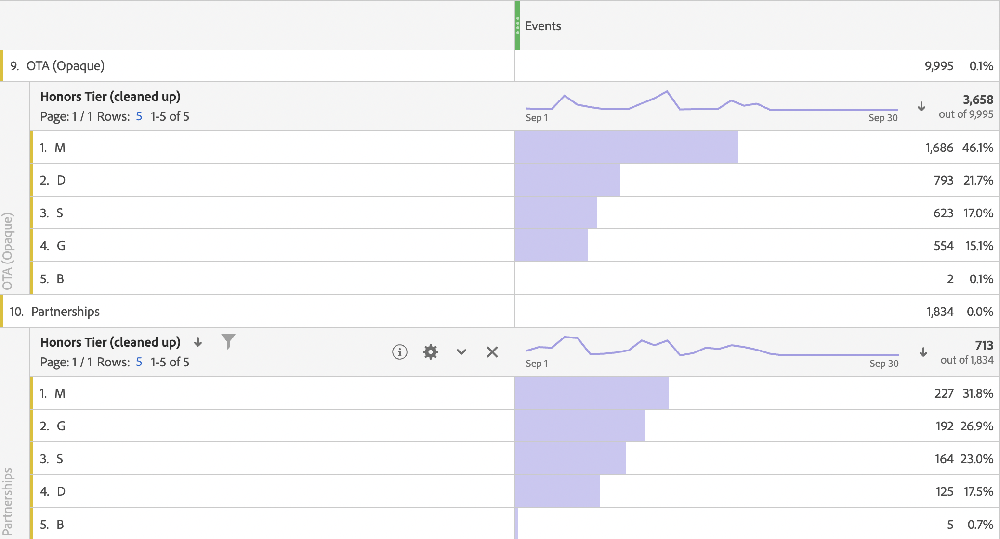 Events
9. OTA (Opaque) 9,995 0.1%
Honors Tier (cleaned up) 3,658
Page: 1 / 1 Rows: 5 1-5 of 5 Sep 1 Sep 30 out of 9,995
1. M 1,686 46.1%
2. D 793 21.7%
3. S 623 17.0%
4. G 554 15.1%
5. B 2 0.1%
OTA (Opaque)
10. Partnerships 1,834 0.0%
Honors Tier (cleaned up) 713
Page: 1 / 1 Rows: 5 1-5 of 5 Sep 1 Sep 30 out of 1,834
1. M 227 31.8%
2. G 192 26.9%
3. S 164 23.0%
4. D 125 17.5%
5. B 5 0.7%
Partnerships